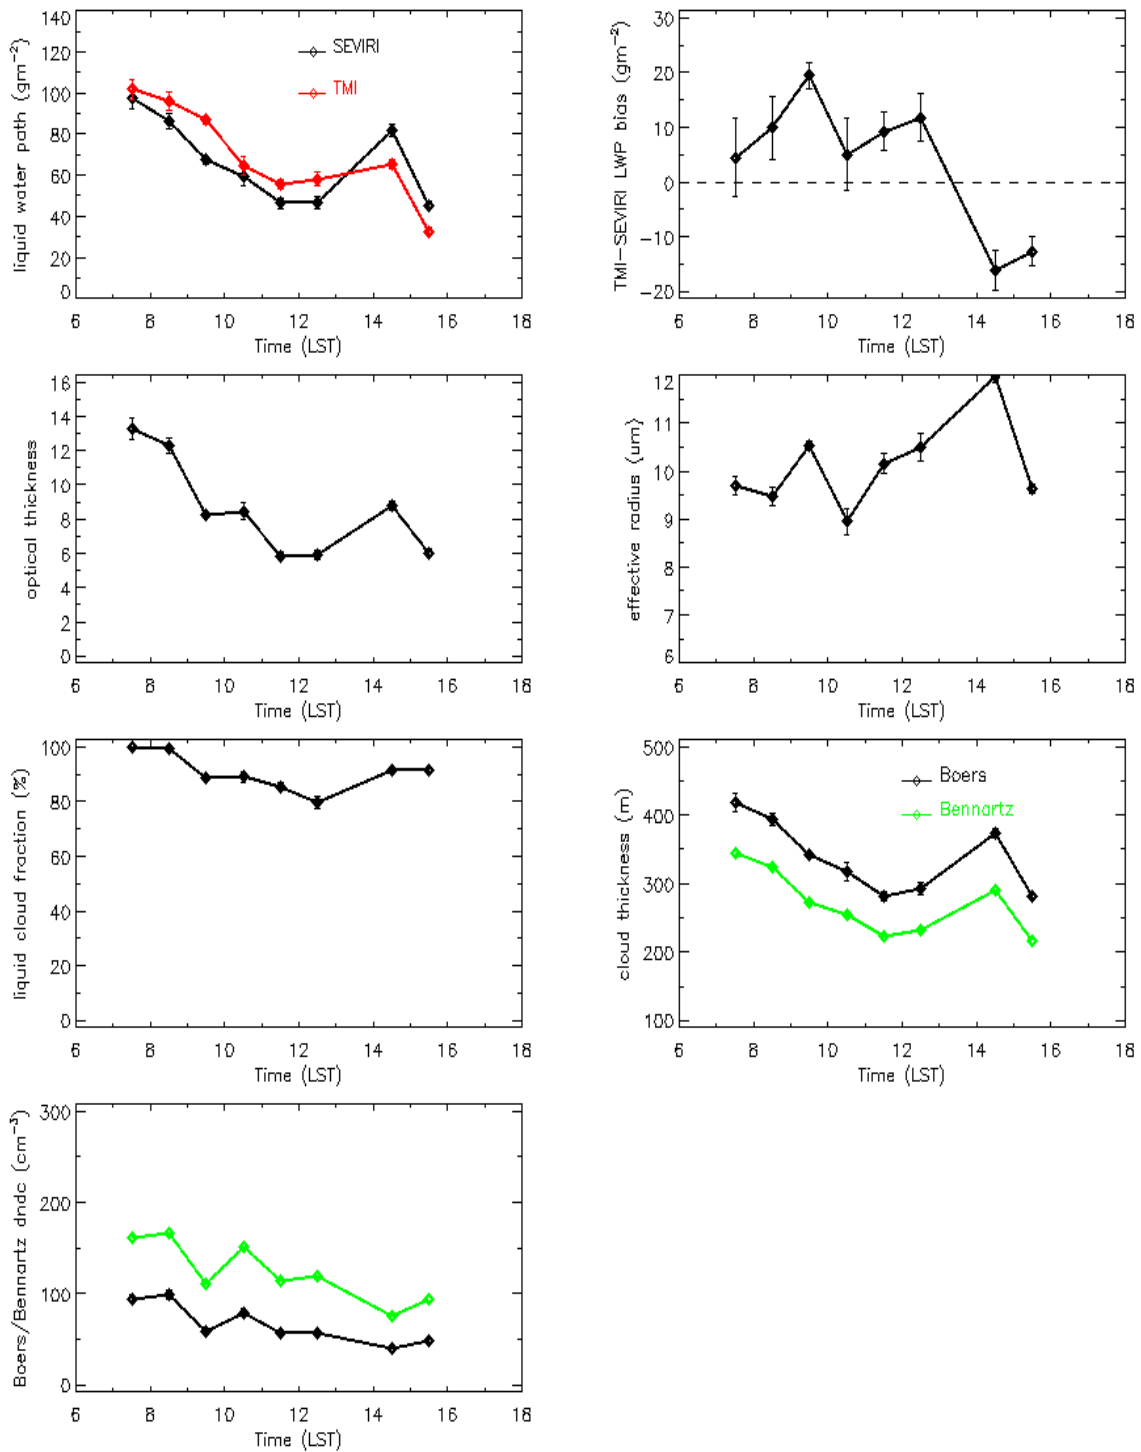 liquid water path (gm⁻²)
140
120
100
80
60
40
20
0
SEVIRI
TMI
6 8 10 12 14 16 18
Time (LST)
TMI-SEVIRI LWP bias (gm⁻²)
30
20
10
0
-10
-20
6 8 10 12 14 16 18
Time (LST)
optical thickness
16
14
12
10
8
6
4
2
0
6 8 10 12 14 16 18
Time (LST)
effective radius (um)
12
11
10
9
8
7
6
6 8 10 12 14 16 18
Time (LST)
liquid cloud fraction (%)
100
80
60
40
20
0
6 8 10 12 14 16 18
Time (LST)
cloud thickness (m)
500
400
300
200
100
Boers
Bennartz
6 8 10 12 14 16 18
Time (LST)
Boers/Bennartz dndc (cm⁻³)
300
200
100
0
6 8 10 12 14 16 18
Time (LST)